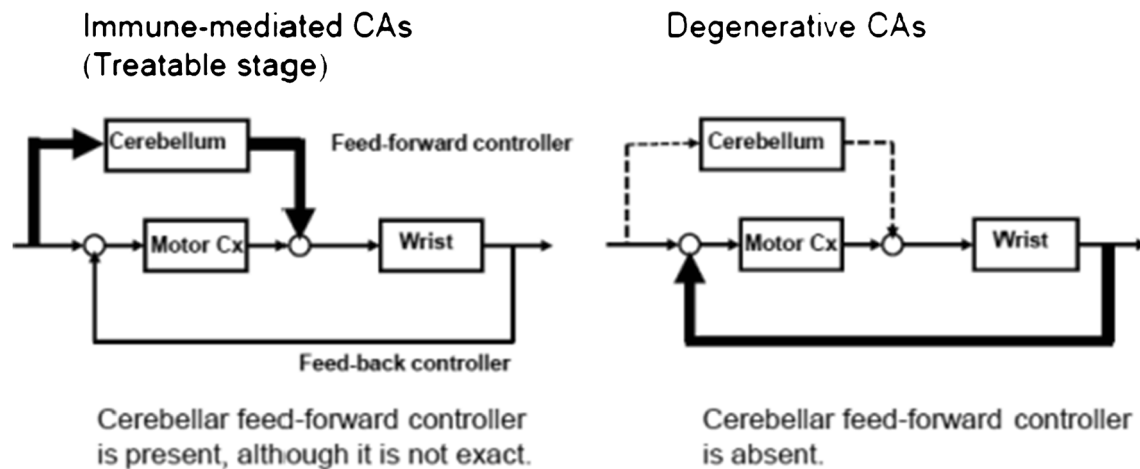 Immune-mediated CAs
(Treatable stage)
Cerebellum
Feed-forward controller
Motor Cx
Wrist
Feed-back controller
Cerebellar feed-forward controller
is present, although it is not exact.
Degenerative CAs
Cerebellum
Motor Cx
Wrist
Cerebellar feed-forward controller
is absent.